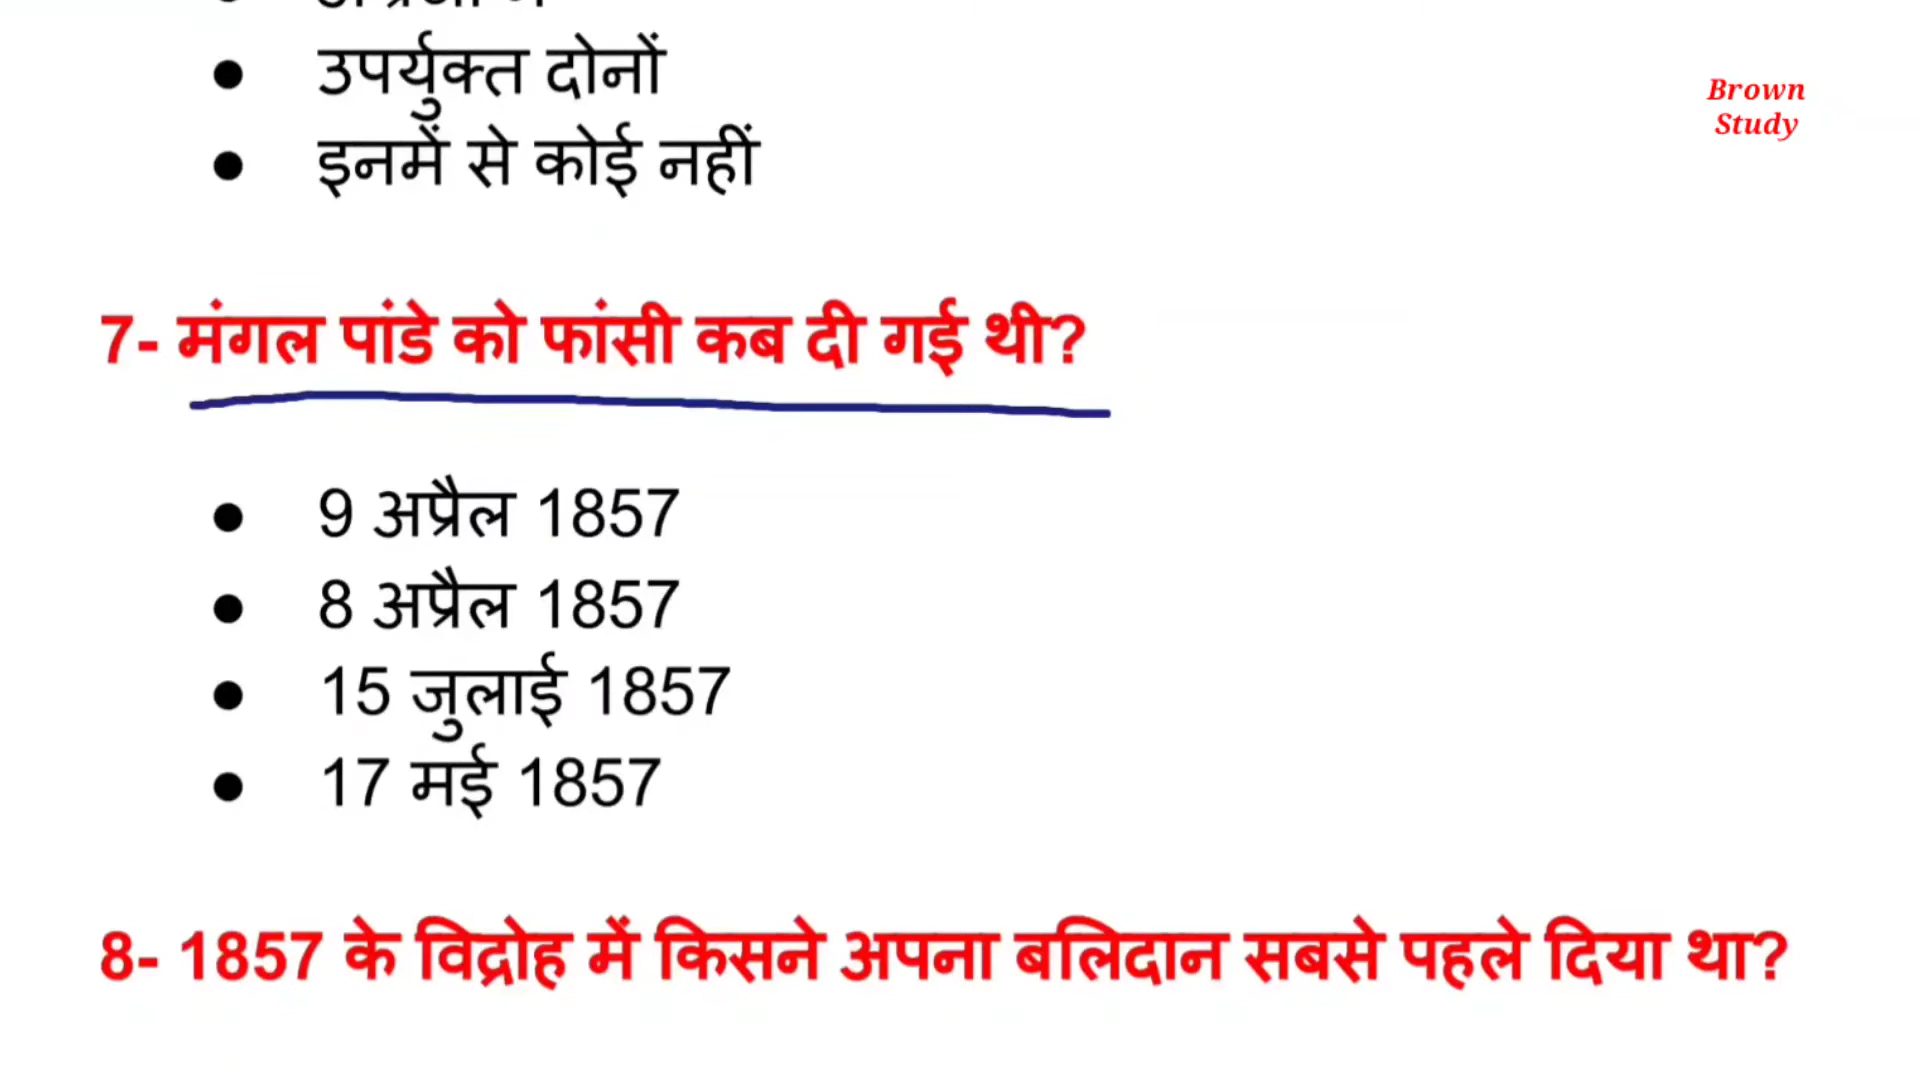 उपर्युक्त दोनों
Brown
Study
इनमें से कोई नहीं
7- मंगल पांडे को फांसी कब दी गई थी?
9 अप्रैल 1857
8 अप्रैल 1857
15 जुलाई 1857
17 मई 1857
8- 1857 के विद्रोह में किसने अपना बलिदान सबसे पहले दिया था?